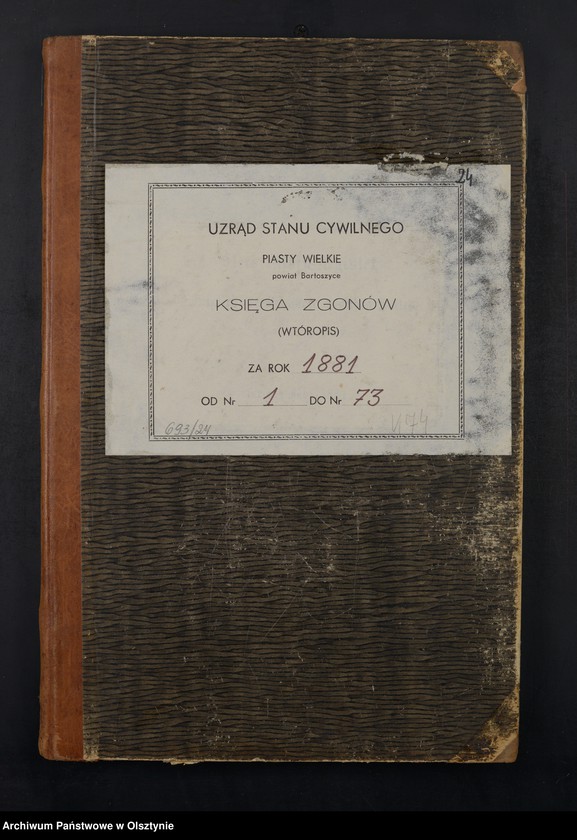 24
UZRĄD STANU CYWILNEGO
PIASTY WIELKIE
powiat Bartoszyce
KSIĘGA ZGONÓW
(WTÓROPIS)
ZA ROK 1881
OD Nr 1 DO Nr 73
693/24
Archiwum Państwowe w Olsztynie